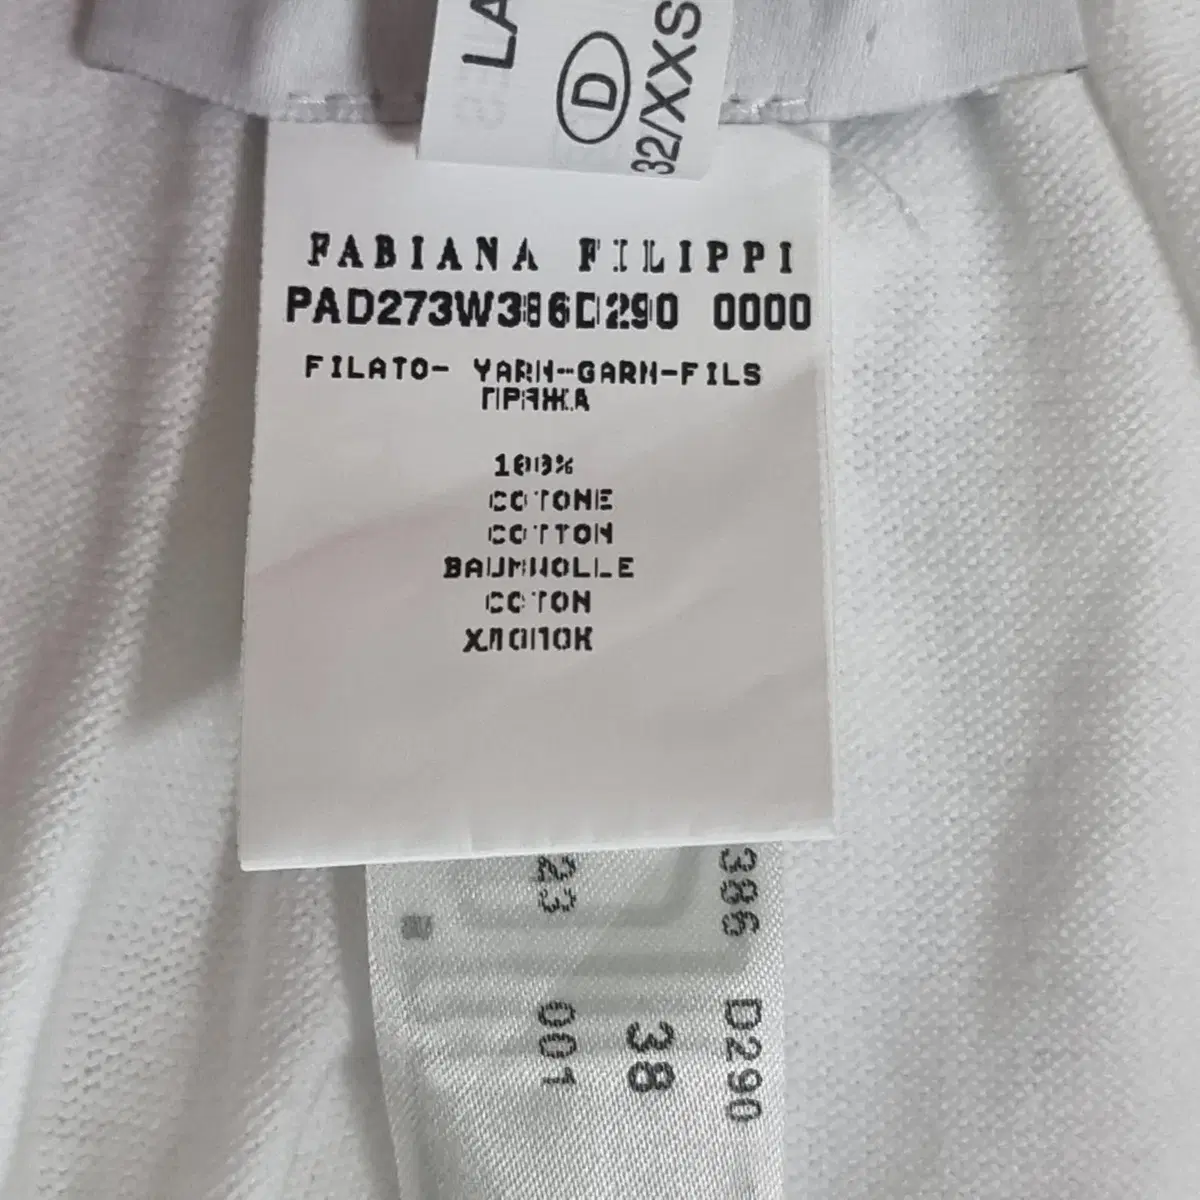 LA
D
32/XXS
FABIANA FILIPPI
PAD273W386D290 0000
FILATO- YARN-GARN-FILS
ПРЯЖА
100%
COTONE
COTTON
BAUMWOLLE
COTON
ХЛОПОК
386 D290
38
23 001